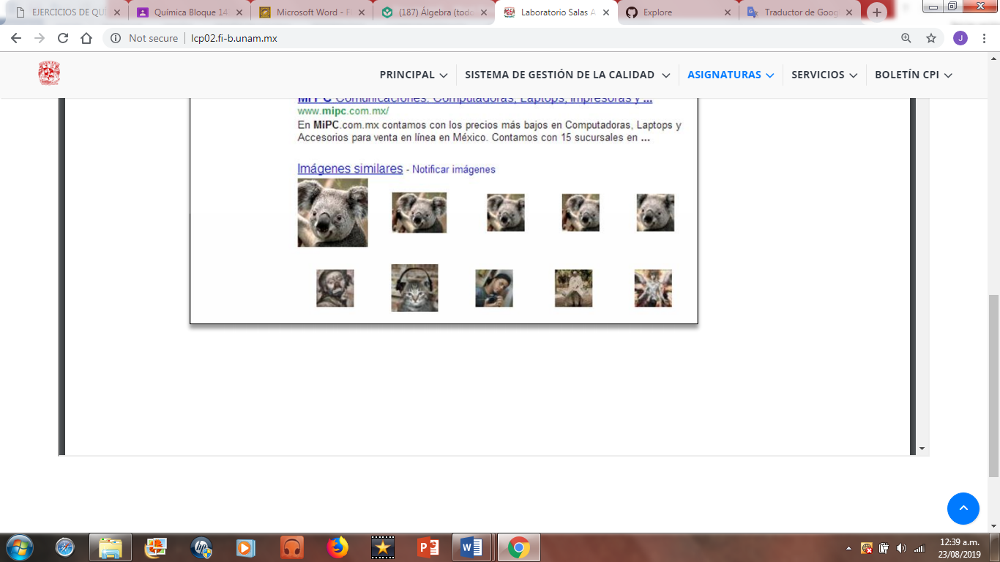 EJERCICIOS DE QU
Química Bloque 14
Microsoft Word - F
(187) Álgebra (todo
Laboratorio Salas A
Explore
Traductor de Goog
Not secure
lcp02.fi-b.unam.mx
J
PRINCIPAL
SISTEMA DE GESTIÓN DE LA CALIDAD
ASIGNATURAS
SERVICIOS
BOLETÍN CPI
MiPC Comunicaciones: Computadoras, Laptops, Impresoras y ...
www.mipc.com.mx/
En MiPC.com.mx contamos con los precios más bajos en Computadoras, Laptops y
Accesorios para venta en línea en México. Contamos con 15 sucursales en ...
Imágenes similares - Notificar imágenes
12:39 a.m.
23/08/2019